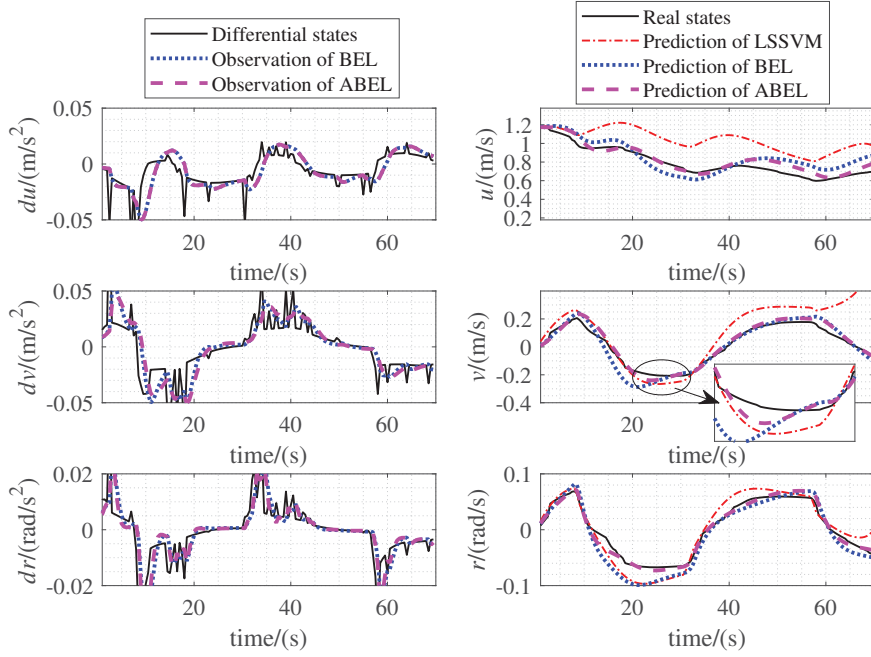 Differential states
Observation of BEL
Observation of ABEL
0.05
0
-0.05
du/(m/s²)
20
40
60
time/(s)
0.05
0
-0.05
dv/(m/s²)
20
40
60
time/(s)
0.02
0
-0.02
dr/(rad/s²)
20
40
60
time/(s)
Real states
Prediction of LSSVM
Prediction of BEL
Prediction of ABEL
1.2
1
0.8
0.6
0.4
0.2
u/(m/s)
20
40
60
time/(s)
0.2
0
-0.2
-0.4
v/(m/s)
20
40
60
time/(s)
0.1
0
-0.1
r/(rad/s)
20
40
60
time/(s)